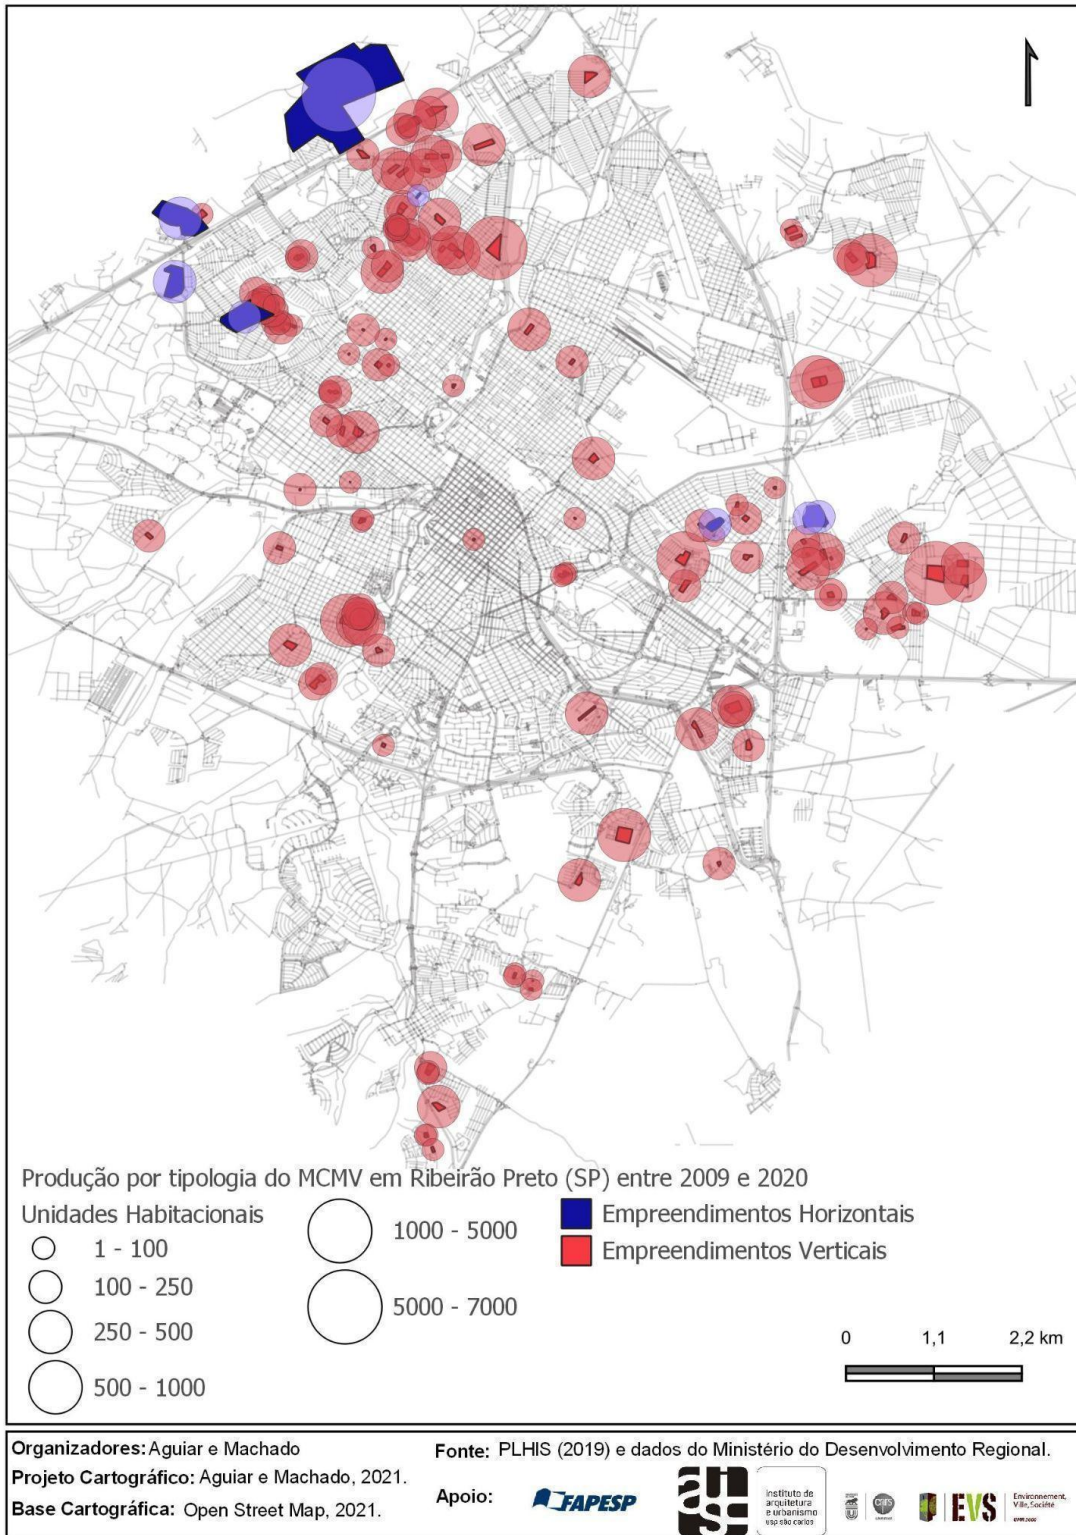 Produção por tipologia do MCMV em Ribeirão Preto (SP) entre 2009 e 2020
Unidades Habitacionais
1 - 100
100 - 250
250 - 500
500 - 1000
1000 - 5000
5000 - 7000
Empreendimentos Horizontais
Empreendimentos Verticais
0 1,1 2,2 km
Organizadores: Aguiar e Machado
Projeto Cartográfico: Aguiar e Machado, 2021.
Base Cartográfica: Open Street Map, 2021.
Fonte: PLHIS (2019) e dados do Ministério do Desenvolvimento Regional.
Apoio:
FAPESP
instituto de
arquitetura
e urbanismo
usp são carlos
cnrs
EVS
Environnement,
Ville, Société